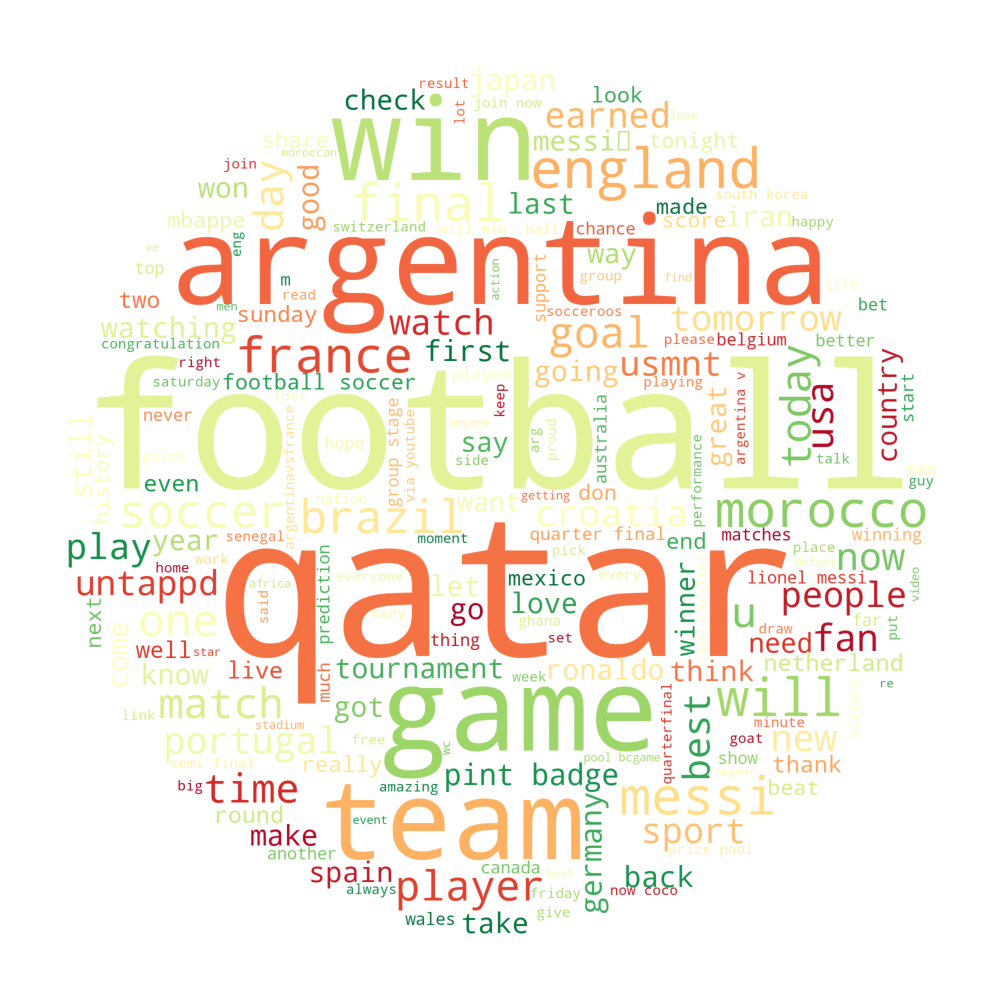 result
japan
join now
check
look
lot
win
earned
lose
share
messi
tonight
moroccan
join
england
won
day
good
final
last
made
south korea
mbappe
switzerland
will win
ball
chance
score
iran
happy
eng
argentina
way
ve
top
m
action
support
group
find
life
two
read
men
sunday
watch
socceroos
goal
tomorrow
bet
watching
congratulation
france
first
please
belgium
better
right
going
usmnt
saturday
football soccer
played
playing
football
great
argentina v
today
usa
country
start
never
lost
keep
still
history
hope
anyone
say
arg
proud
australia
talk
point
argentinavsfrance
group stage
via youtube
side
performance
man
guy
even
getting
want
don
soccer
nation
brazil
croatia
morocco
play
year
senegal
moment
quarter final
end
matches
winning
qatar
home
work
pick
place
now
defeat
video
untappd
africa
said
prediction
everyone
let
mexico
every
lionel messi
people
next
one
many
go
love
ghana
winner
u
far
put
come
well
star
thing
set
need
draw
fan
know
live
much
tournament
week
ronaldo
think
netherland
re
link
match
got
game
best
will
victory
stadium
wc
quarterfinal
minute
portugal
free
goat
new
semi final
really
pool bcgame
show
thank
big
time
amazing
pint badge
neymar
messi
beat
round
event
team
germany
sport
make
another
prize pool
spain
always
player
canada
host
friday
back
now coco
give
wales
take